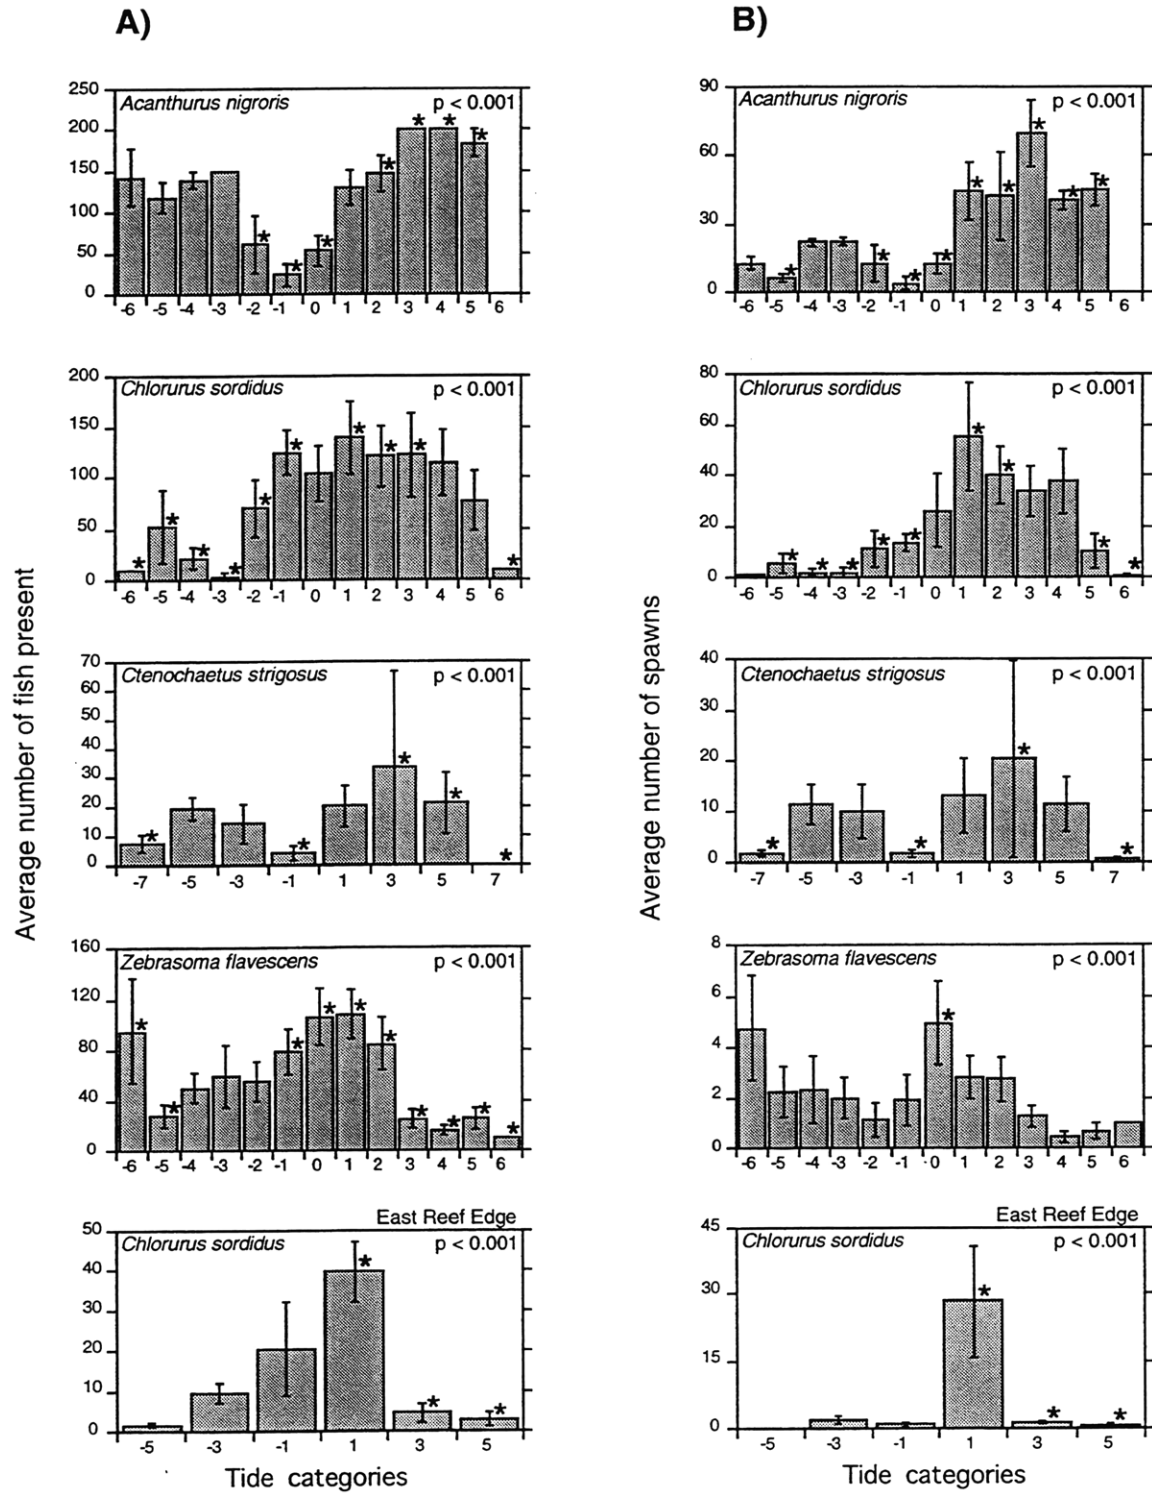 A)
Average number of fish present
250
200
150
100
50
0
Acanthurus nigroris
p < 0.001
* * * * * * * *
-6 -5 -4 -3 -2 -1 0 1 2 3 4 5 6
200
150
100
50
0
Chlorurus sordidus
p < 0.001
* * * * * * * * * *
-6 -5 -4 -3 -2 -1 0 1 2 3 4 5 6
70
60
50
40
30
20
10
0
Ctenochaetus strigosus
p < 0.001
* * * * *
-7 -5 -3 -1 1 3 5 7
160
120
80
40
0
Zebrasoma flavescens
p < 0.001
* * * * * * * * * *
-6 -5 -4 -3 -2 -1 0 1 2 3 4 5 6
East Reef Edge
50
40
30
20
10
0
Chlorurus sordidus
p < 0.001
* * *
-5 -3 -1 1 3 5
Tide categories
B)
Average number of spawns
90
60
30
0
Acanthurus nigroris
p < 0.001
* * * * * * * * *
-6 -5 -4 -3 -2 -1 0 1 2 3 4 5 6
80
60
40
20
0
Chlorurus sordidus
p < 0.001
* * * * * * * * *
-6 -5 -4 -3 -2 -1 0 1 2 3 4 5 6
40
30
20
10
0
Ctenochaetus strigosus
p < 0.001
* * * *
-7 -5 -3 -1 1 3 5 7
8
6
4
2
0
Zebrasoma flavescens
p < 0.001
*
-6 -5 -4 -3 -2 -1 0 1 2 3 4 5 6
East Reef Edge
45
30
15
0
Chlorurus sordidus
p < 0.001
* * *
-5 -3 -1 1 3 5
Tide categories